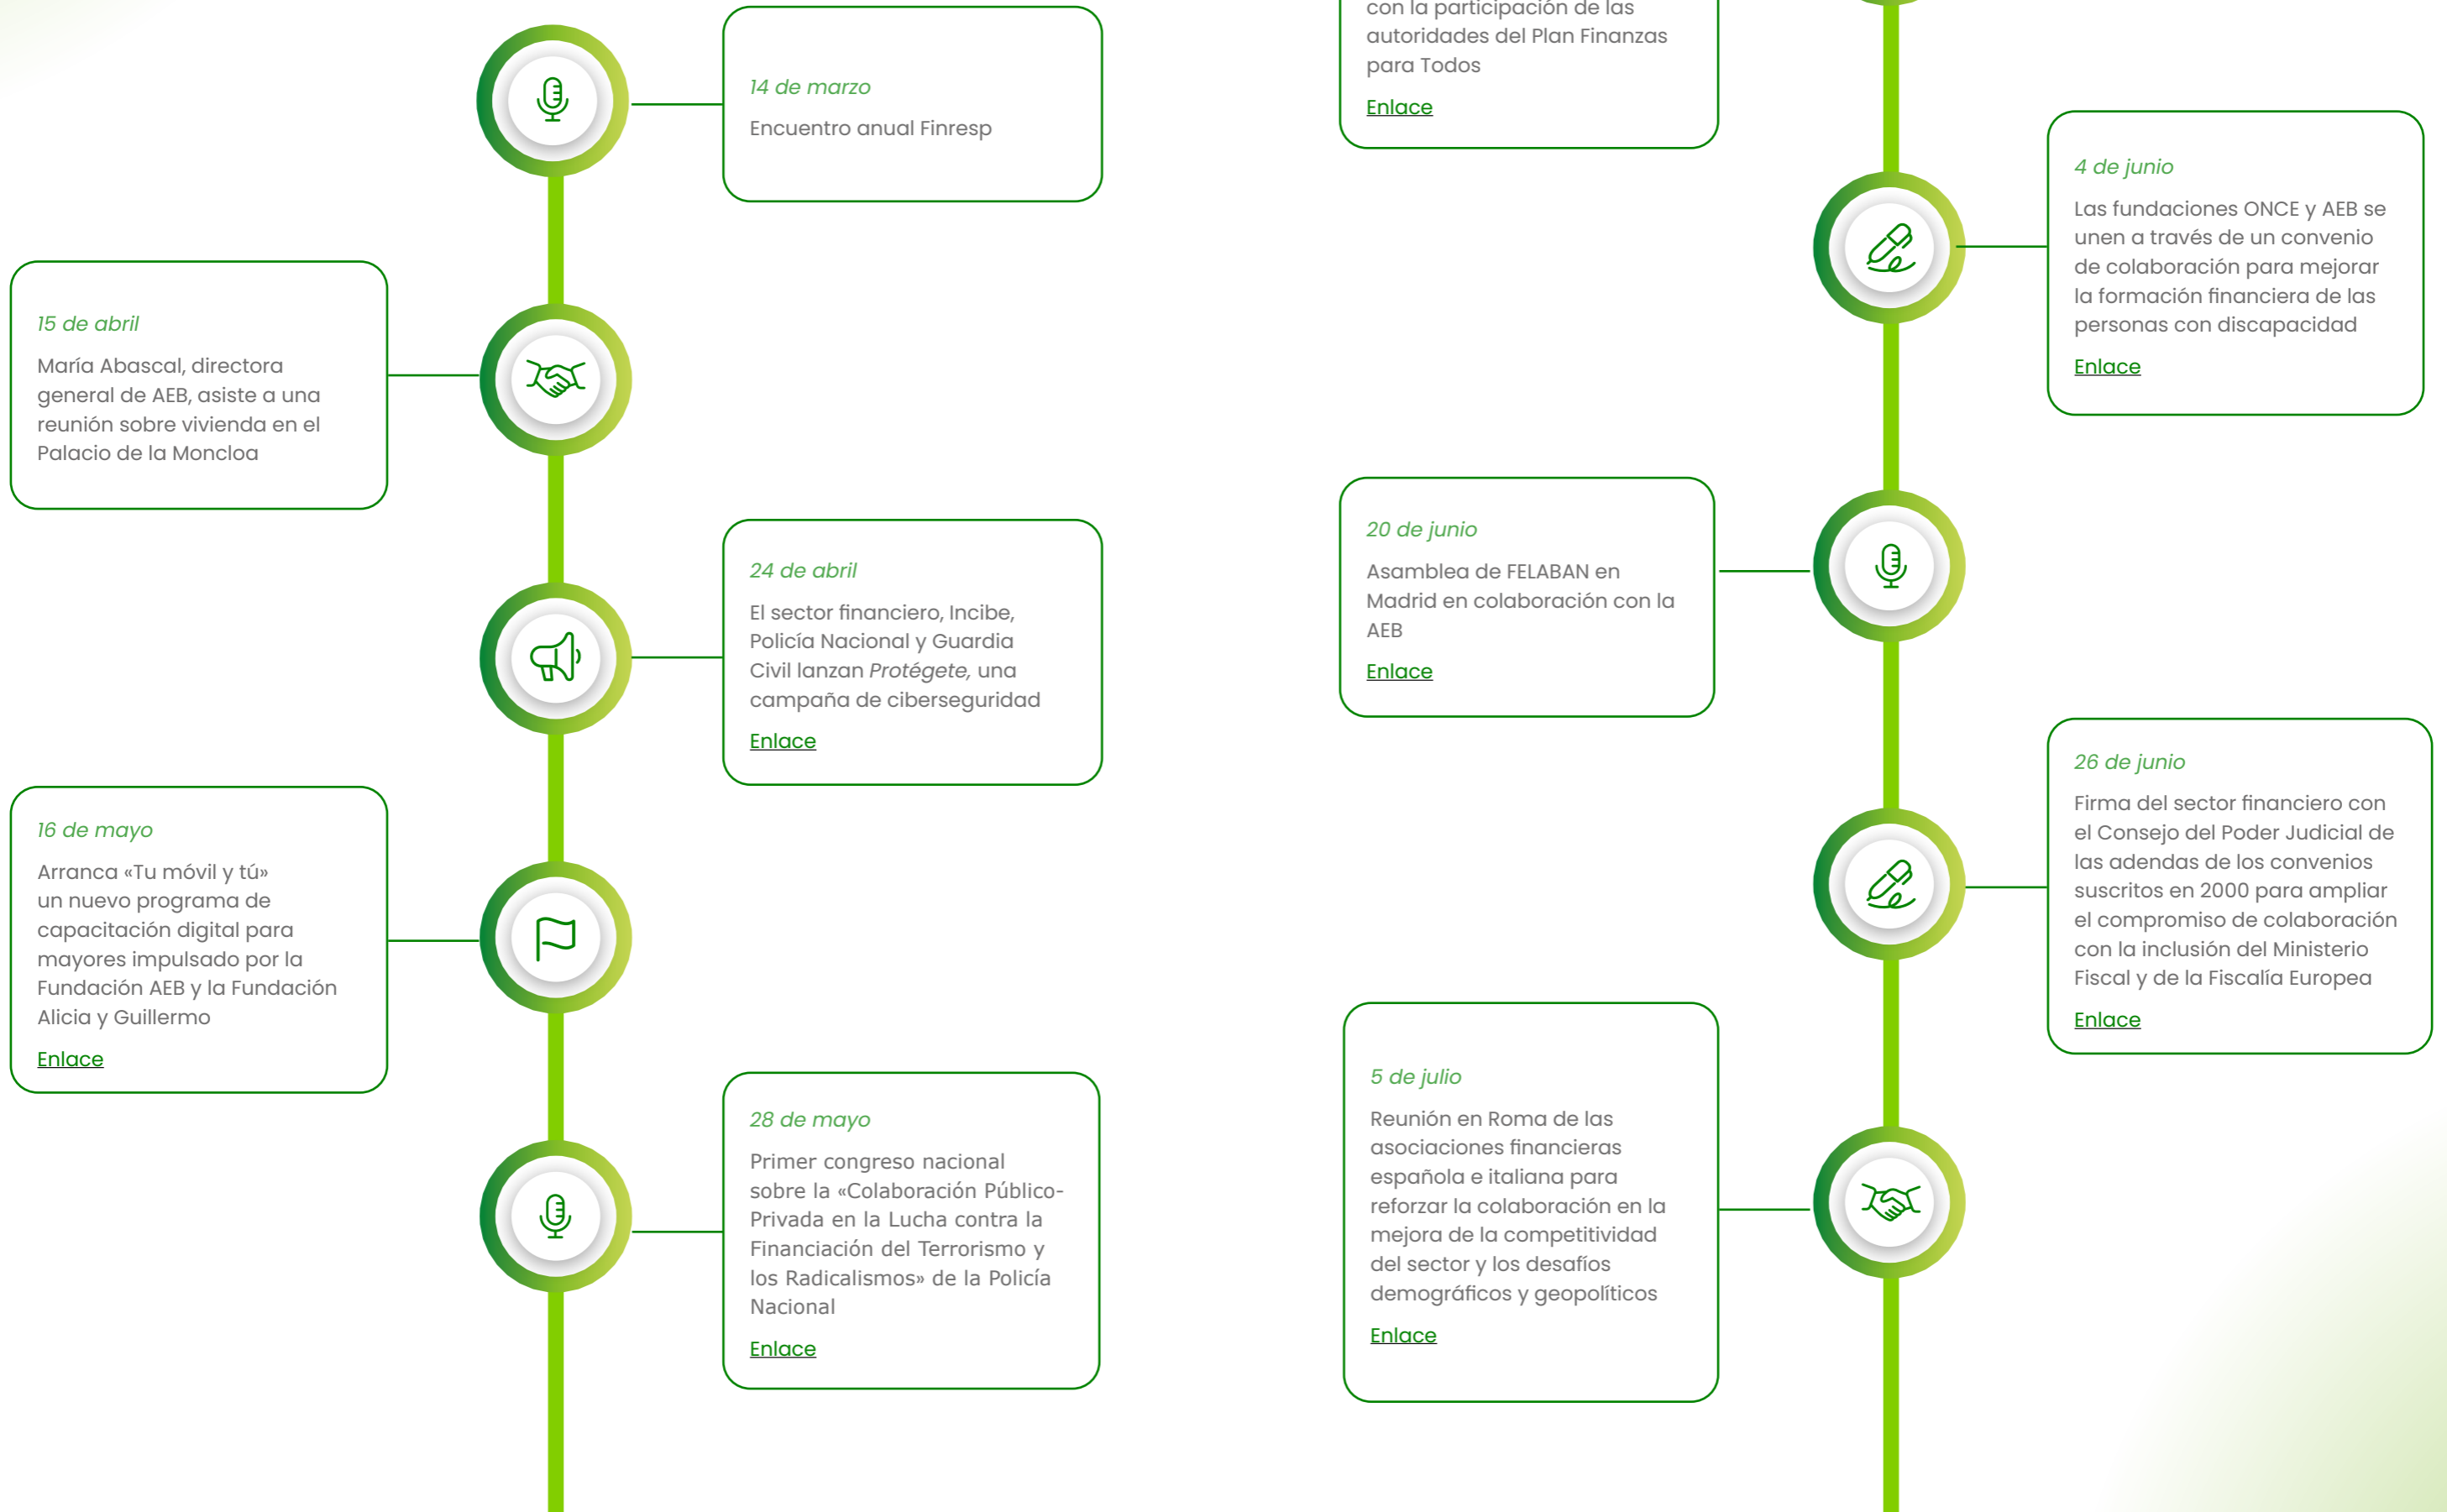 14 de marzo
Encuentro anual Finresp
15 de abril
María Abascal, directora
general de AEB, asiste a una
reunión sobre vivienda en el
Palacio de la Moncloa
24 de abril
El sector financiero, Incibe,
Policía Nacional y Guardia
Civil lanzan Protégete, una
campaña de ciberseguridad
Enlace
16 de mayo
Arranca «Tu móvil y tú»
un nuevo programa de
capacitación digital para
mayores impulsado por la
Fundación AEB y la Fundación
Alicia y Guillermo
Enlace
28 de mayo
Primer congreso nacional
sobre la «Colaboración Público-
Privada en la Lucha contra la
Financiación del Terrorismo y
los Radicalismos» de la Policía
Nacional
Enlace
con la participación de las
autoridades del Plan Finanzas
para Todos
Enlace
4 de junio
Las fundaciones ONCE y AEB se
unen a través de un convenio
de colaboración para mejorar
la formación financiera de las
personas con discapacidad
Enlace
20 de junio
Asamblea de FELABAN en
Madrid en colaboración con la
AEB
Enlace
26 de junio
Firma del sector financiero con
el Consejo del Poder Judicial de
las adendas de los convenios
suscritos en 2000 para ampliar
el compromiso de colaboración
con la inclusión del Ministerio
Fiscal y de la Fiscalía Europea
Enlace
5 de julio
Reunión en Roma de las
asociaciones financieras
española e italiana para
reforzar la colaboración en la
mejora de la competitividad
del sector y los desafíos
demográficos y geopolíticos
Enlace